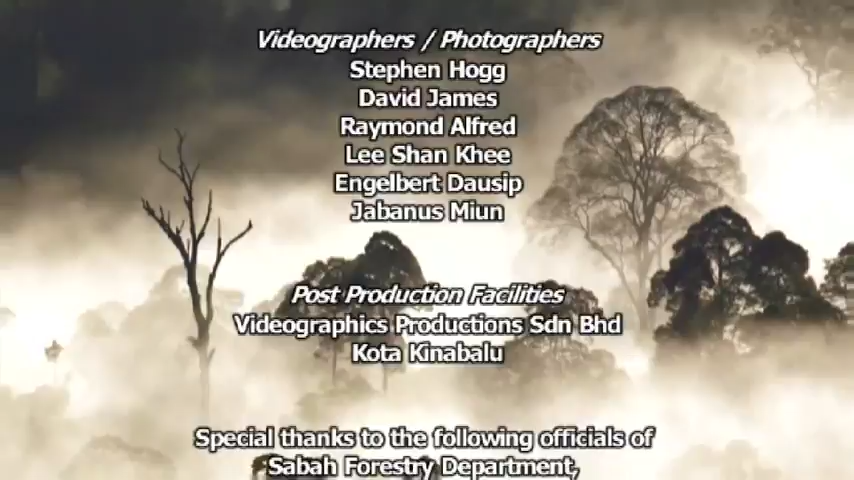 Videographers / Photographers
Stephen Hogg
David James
Raymond Alfred
Lee Shan Khee
Engelbert Dausip
Jabanus Miun
Post Production Facilities
Videographics Productions Sdn Bhd
Kota Kinabalu
Special thanks to the following officials of
Sabah Forestry Department,